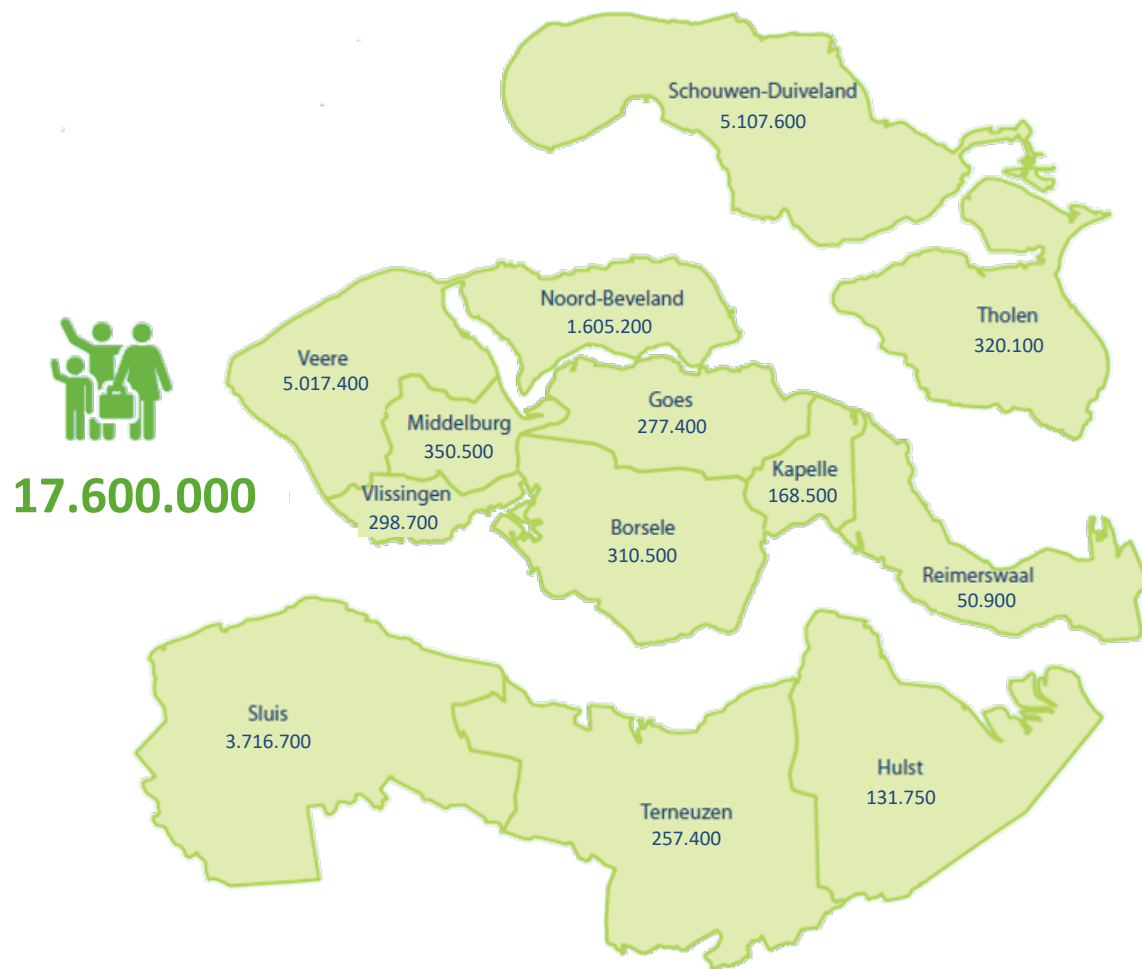 Schouwen-Duiveland
5.107.600
Noord-Beveland
1.605.200
Tholen
320.100
Veere
5.017.400
Goes
277.400
Middelburg
350.500
Kapelle
168.500
17.600.000
Vlissingen
298.700
Borsele
310.500
Reimerswaal
50.900
Sluis
3.716.700
Hulst
131.750
Terneuzen
257.400